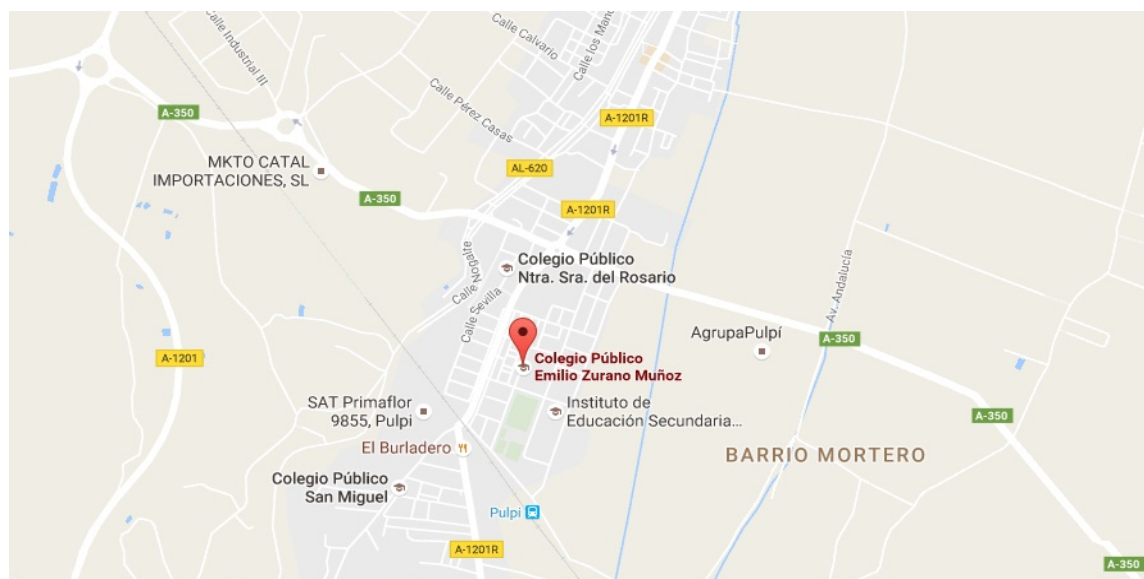 Calle Industrial III
Calle Calvario
Calle los Manc
Calle Pérez Casas
A-350
A-1201R
MKTO CATAL
IMPORTACIONES, SL
AL-620
A-350
A-1201R
Calle Nogalte
Colegio Público
Ntra. Sra. del Rosario
Calle Sevilla
Av. Andalucía
AgrupaPulpí
A-350
A-1201
Colegio Público
Emilio Zurano Muñoz
SAT Primaflor
9855, Pulpi
Instituto de
Educación Secundaria...
A-350
El Burladero
BARRIO MORTERO
Colegio Público
San Miguel
Pulpi
A-1201R
A-350